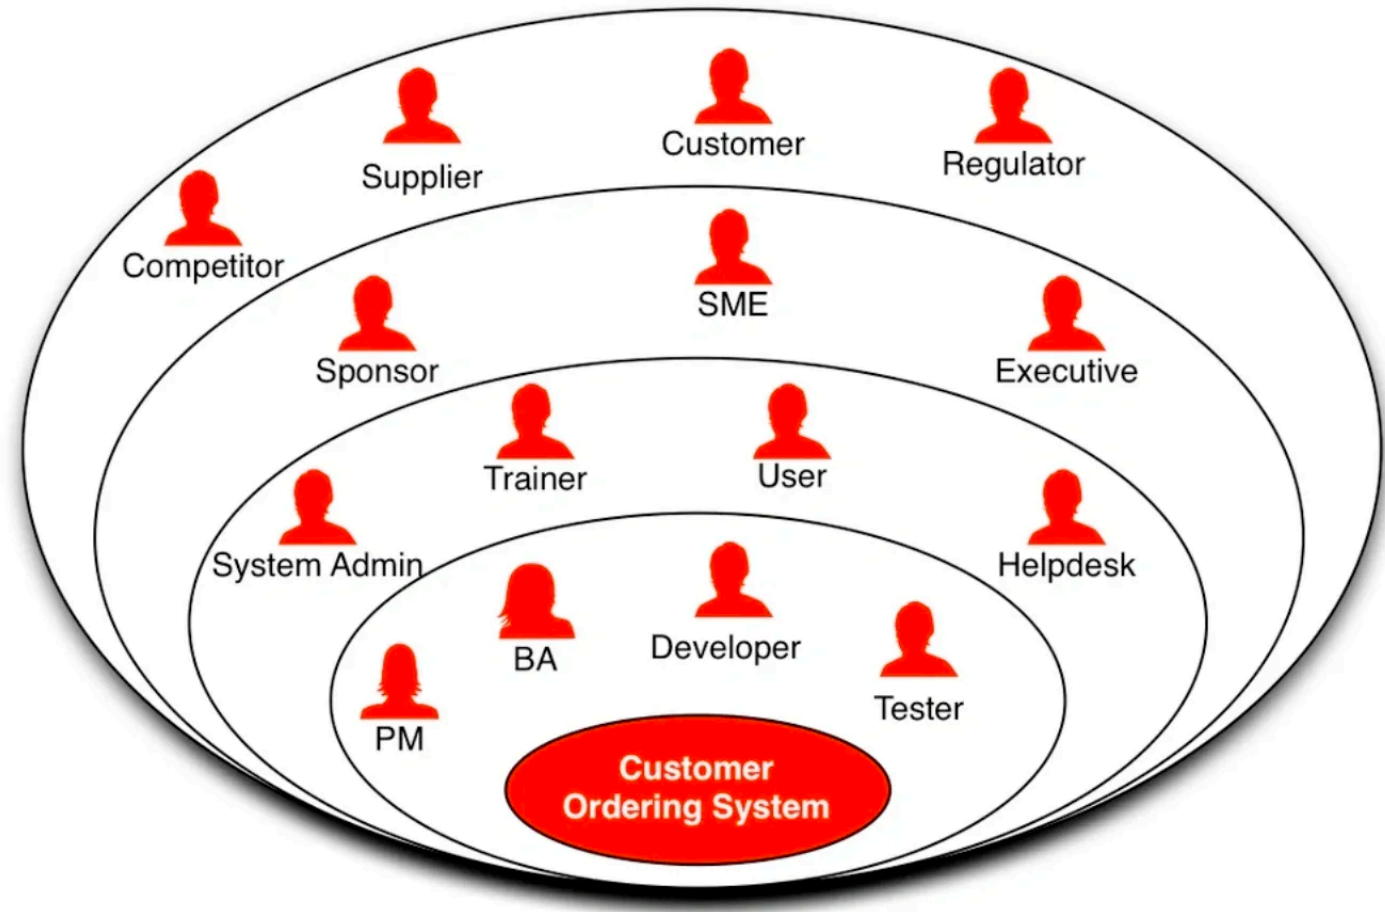 Supplier
Customer
Regulator
Competitor
SME
Sponsor
Executive
Trainer
User
System Admin
Helpdesk
BA
Developer
Tester
PM
Customer
Ordering System